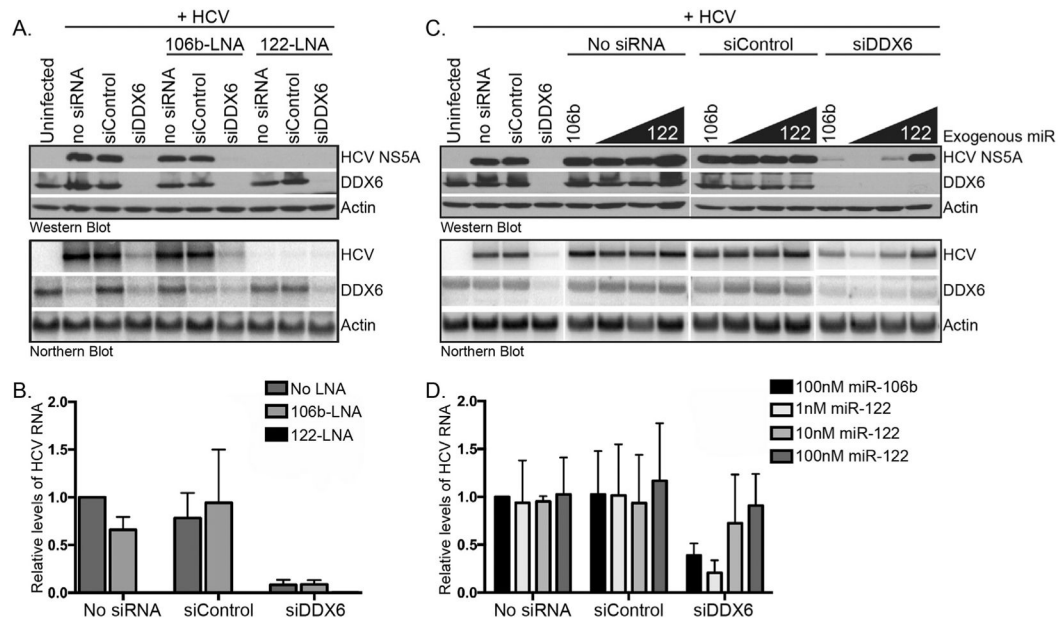 A.
+ HCV
106b-LNA
122-LNA
Uninfected
no siRNA
siControl
siDDX6
no siRNA
siControl
siDDX6
no siRNA
siControl
siDDX6
HCV NS5A
DDX6
Actin
Western Blot
HCV
DDX6
Actin
Northern Blot
C.
+ HCV
No siRNA
siControl
siDDX6
Uninfected
no siRNA
siControl
siDDX6
106b
122
106b
122
106b
122
Exogenous miR
HCV NS5A
DDX6
Actin
Western Blot
HCV
DDX6
Actin
Northern Blot
B.
Relative levels of HCV RNA
2.0
1.5
1.0
0.5
0.0
No LNA
106b-LNA
122-LNA
No siRNA
siControl
siDDX6
D.
Relative levels of HCV RNA
2.0
1.5
1.0
0.5
0.0
100nM miR-106b
1nM miR-122
10nM miR-122
100nM miR-122
No siRNA
siControl
siDDX6